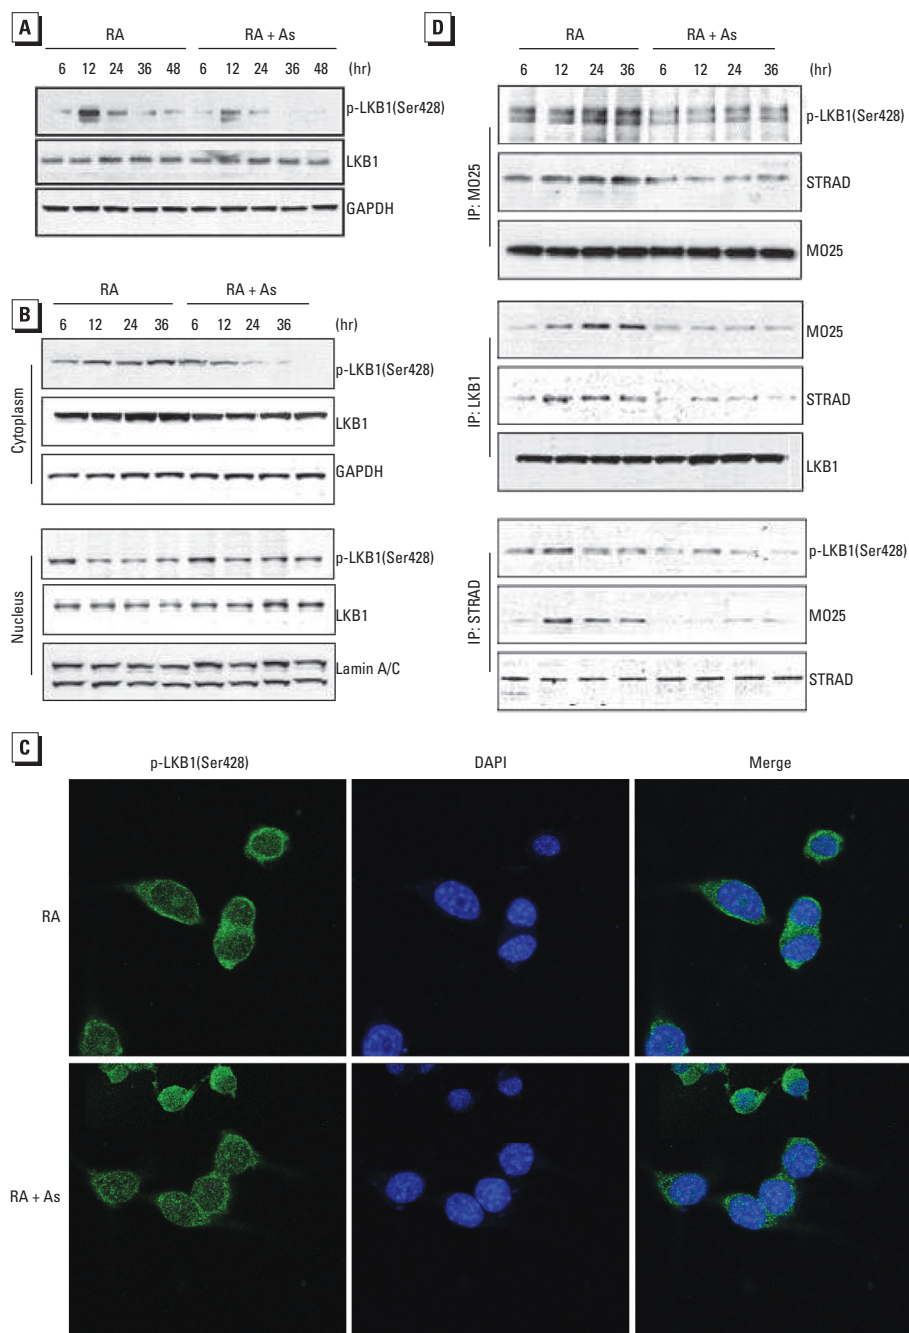 A
RA RA + As
6 12 24 36 48 6 12 24 36 48 (hr)
p-LKB1(Ser428)
LKB1
GAPDH
B
RA RA + As
6 12 24 36 6 12 24 36 (hr)
Cytoplasm
p-LKB1(Ser428)
LKB1
GAPDH
Nucleus
p-LKB1(Ser428)
LKB1
Lamin A/C
D
RA RA + As
6 12 24 36 6 12 24 36 (hr)
IP: MO25
p-LKB1(Ser428)
STRAD
MO25
IP: LKB1
MO25
STRAD
LKB1
IP: STRAD
p-LKB1(Ser428)
MO25
STRAD
C
p-LKB1(Ser428) DAPI Merge
RA
RA + As